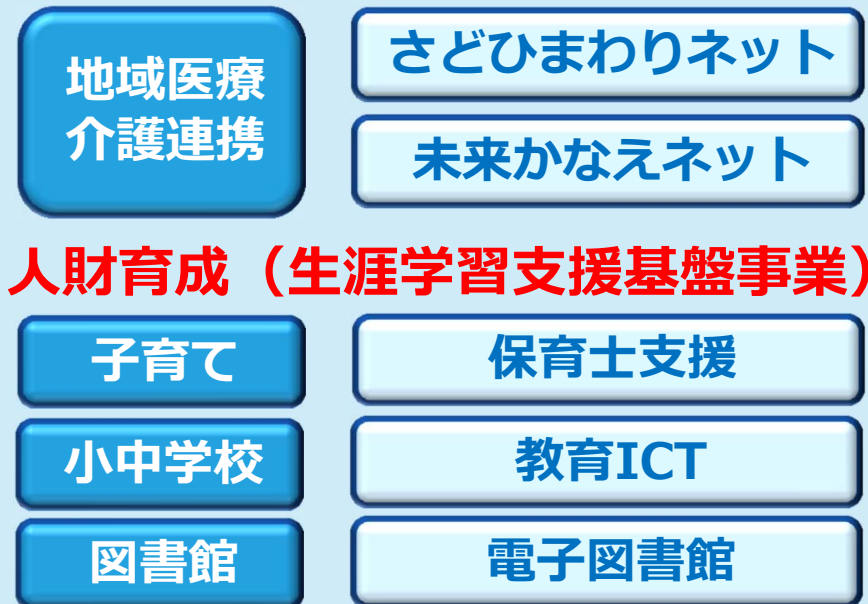 地域医療
介護連携
さどひまわりネット
未来かなえネット
人財育成（生涯学習支援基盤事業）
子育て
保育士支援
小中学校
教育ICT
図書館
電子図書館